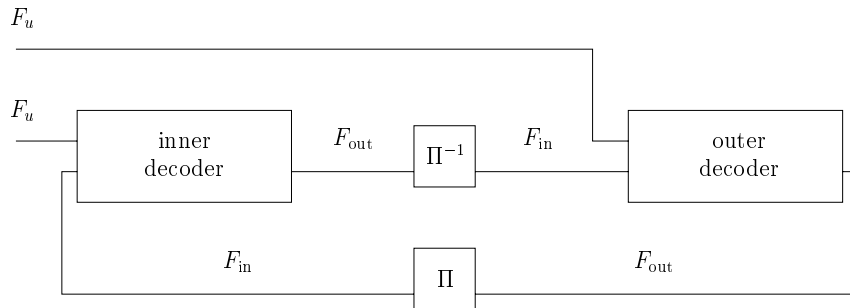 F_u
F_u
inner
decoder
F_out
Π⁻¹
F_in
outer
decoder
F_in
Π
F_out